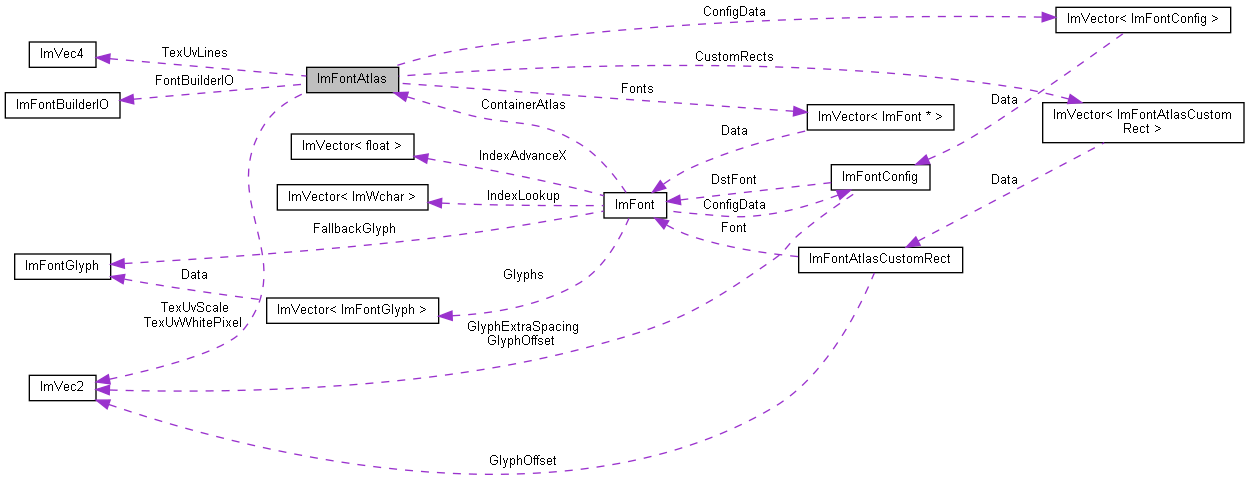 ConfigData
ImVector< ImFontConfig >
ImVec4
TexUvLines
ImFontAtlas
CustomRects
FontBuilderIO
ImFontBuilderIO
Fonts
Data
ContainerAtlas
ImVector< ImFont * >
ImVector< ImFontAtlasCustom
Rect >
Data
ImVector< float >
IndexAdvanceX
ImFontConfig
DstFont
Data
ImVector< ImWchar >
IndexLookup
ImFont
ConfigData
FallbackGlyph
Font
ImFontGlyph
Data
Glyphs
ImFontAtlasCustomRect
TexUvScale
TexUvWhitePixel
ImVector< ImFontGlyph >
GlyphExtraSpacing
GlyphOffset
ImVec2
GlyphOffset